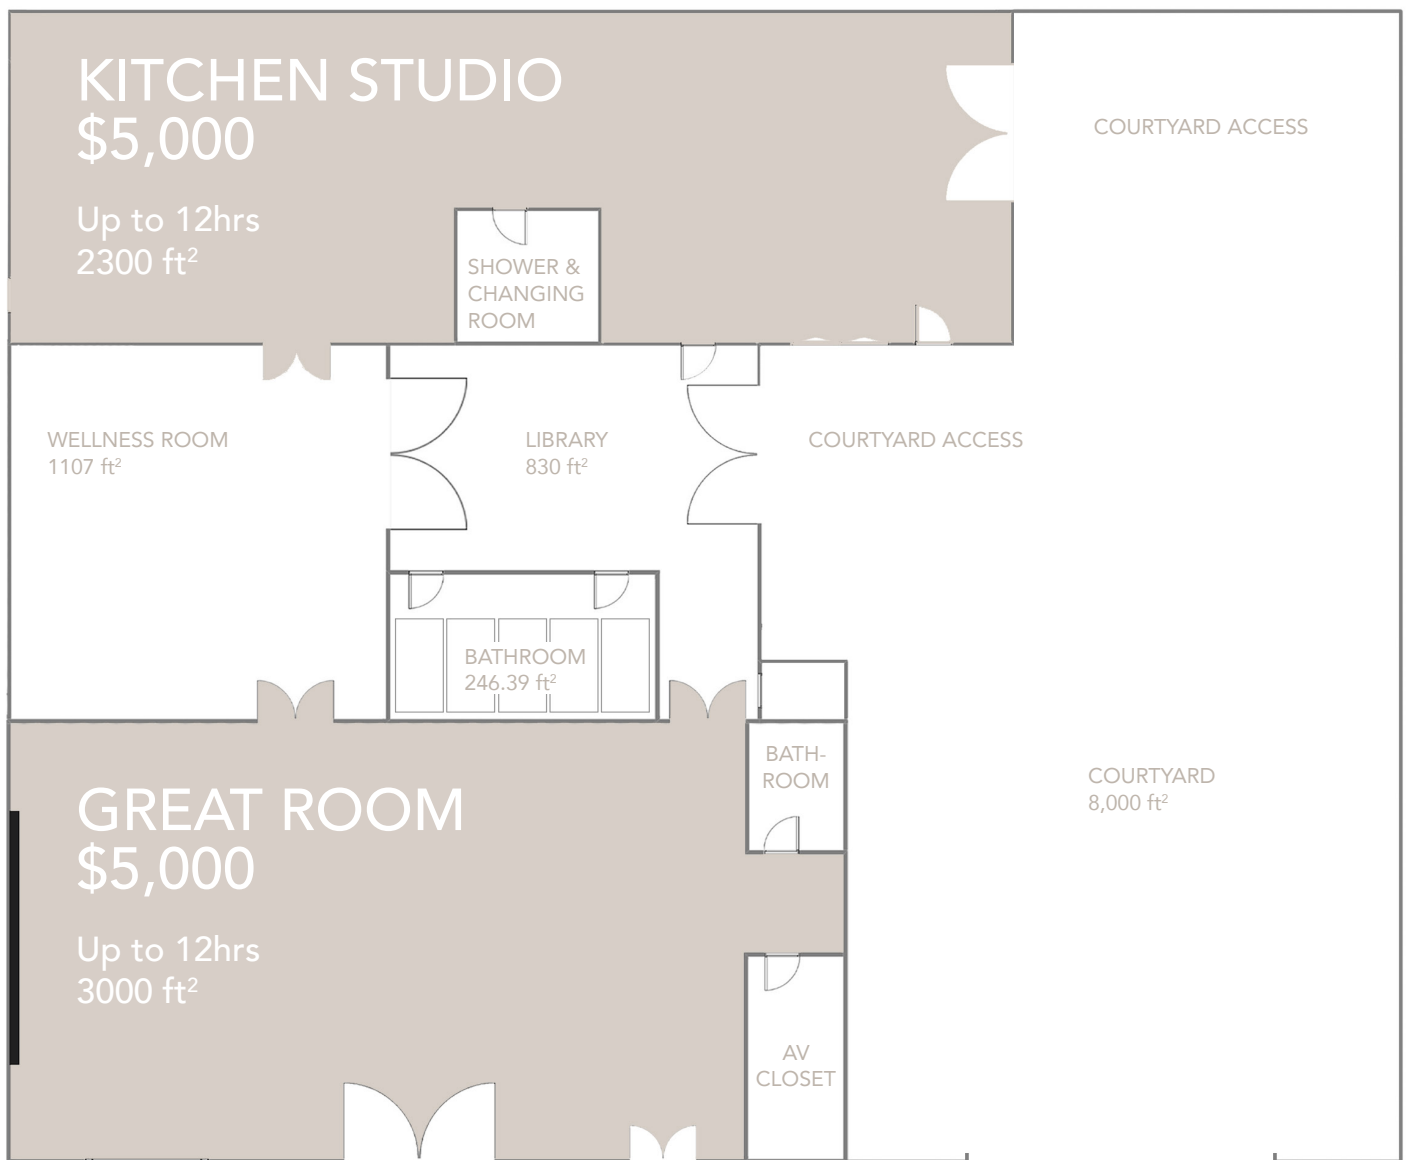 KITCHEN STUDIO
$5,000
Up to 12hrs
2300 ft²
COURTYARD ACCESS
SHOWER &
CHANGING
ROOM
WELLNESS ROOM
1107 ft²
LIBRARY
830 ft²
COURTYARD ACCESS
BATHROOM
246.39 ft²
GREAT ROOM
$5,000
Up to 12hrs
3000 ft²
BATH-
ROOM
COURTYARD
8,000 ft²
AV
CLOSET